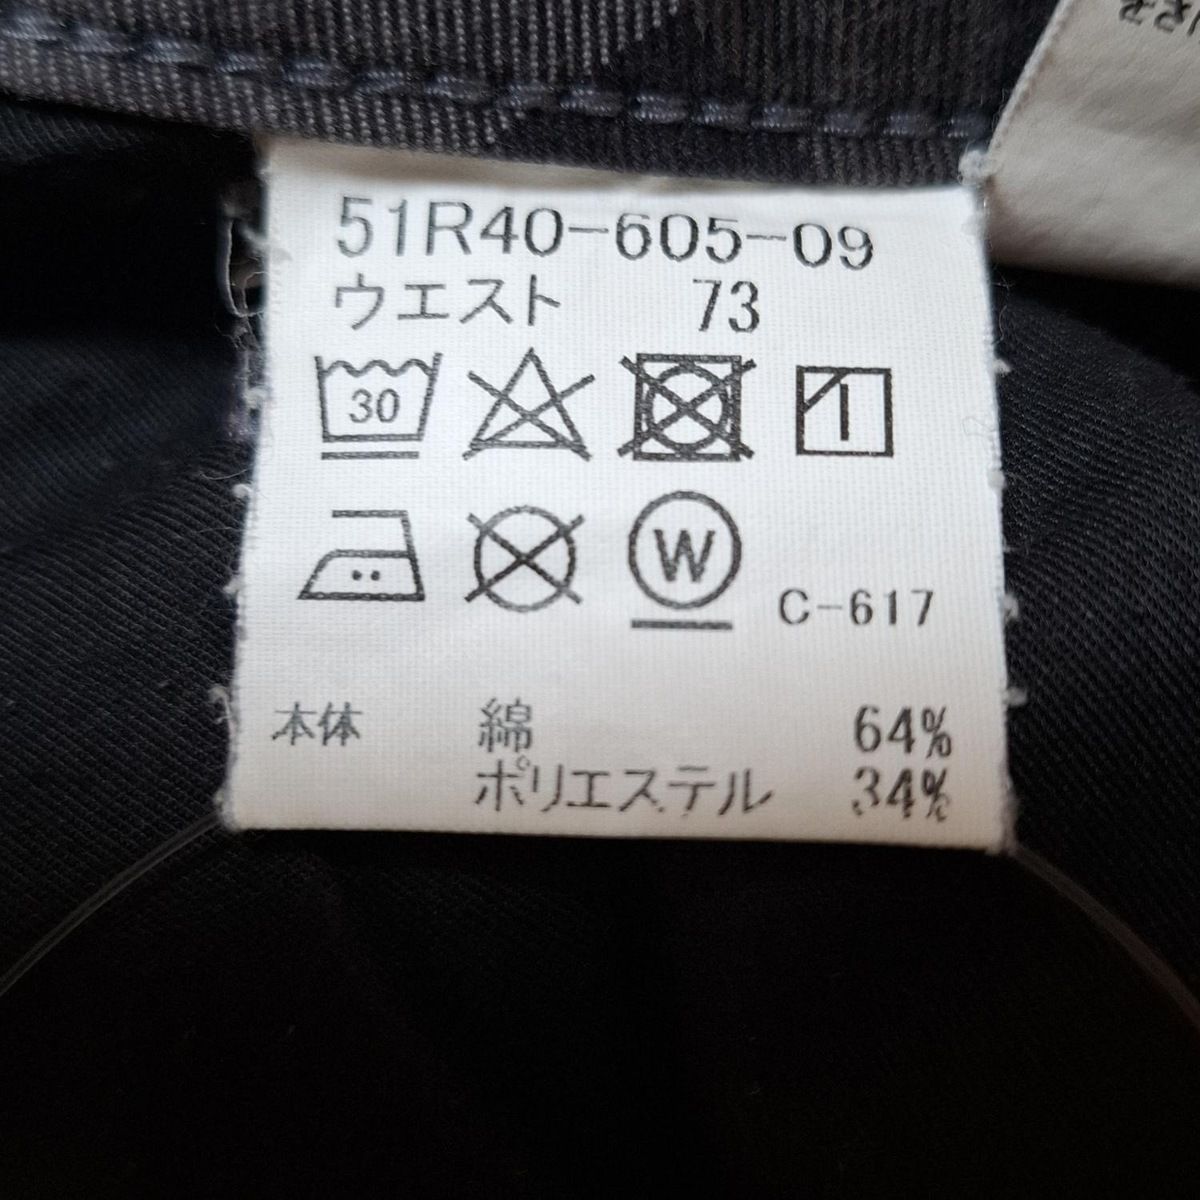 51R40-605-09
ウエスト 73
30
W C-617
本体 綿 64%
ポリエステル 34%